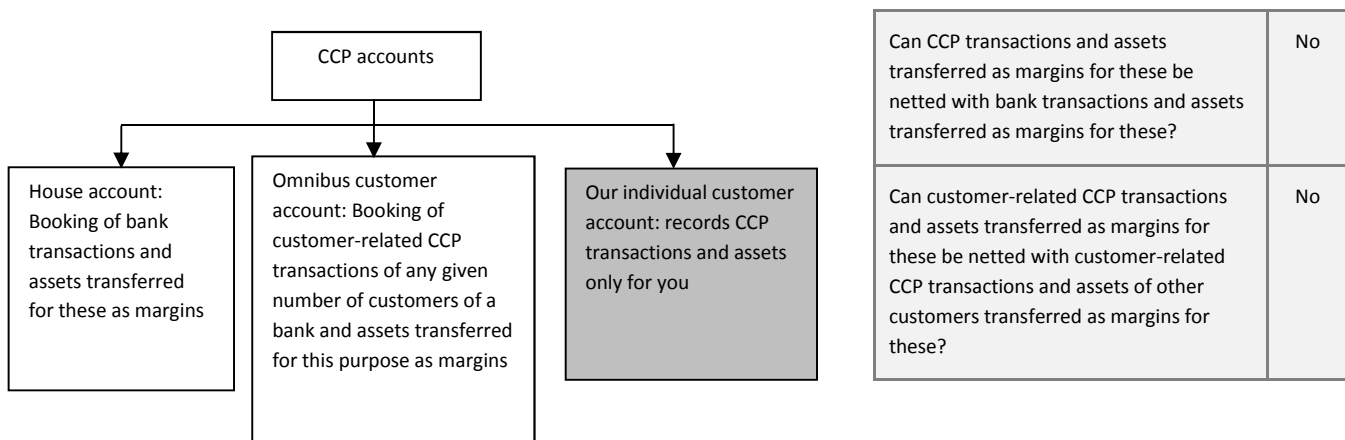 CCP accounts
House account:
Booking of bank
transactions and
assets transferred
for these as margins
Omnibus customer
account: Booking of
customer-related CCP
transactions of any given
number of customers of a
bank and assets transferred
for this purpose as margins
Our individual customer
account: records CCP
transactions and assets
only for you
Can CCP transactions and assets
transferred as margins for these be
netted with bank transactions and assets
transferred as margins for these?
No
Can customer-related CCP transactions
and assets transferred as margins for
these be netted with customer-related
CCP transactions and assets of other
customers transferred as margins for
these?
No